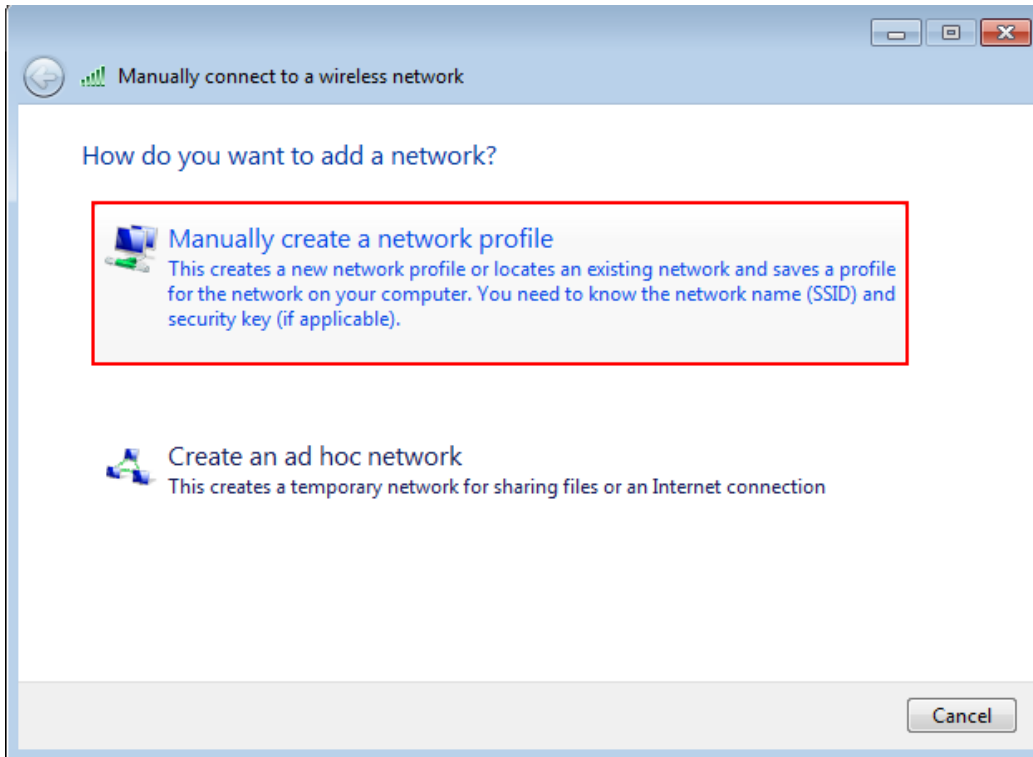 Manually connect to a wireless network
How do you want to add a network?
Manually create a network profile
This creates a new network profile or locates an existing network and saves a profile
for the network on your computer. You need to know the network name (SSID) and
security key (if applicable).
Create an ad hoc network
This creates a temporary network for sharing files or an Internet connection
Cancel